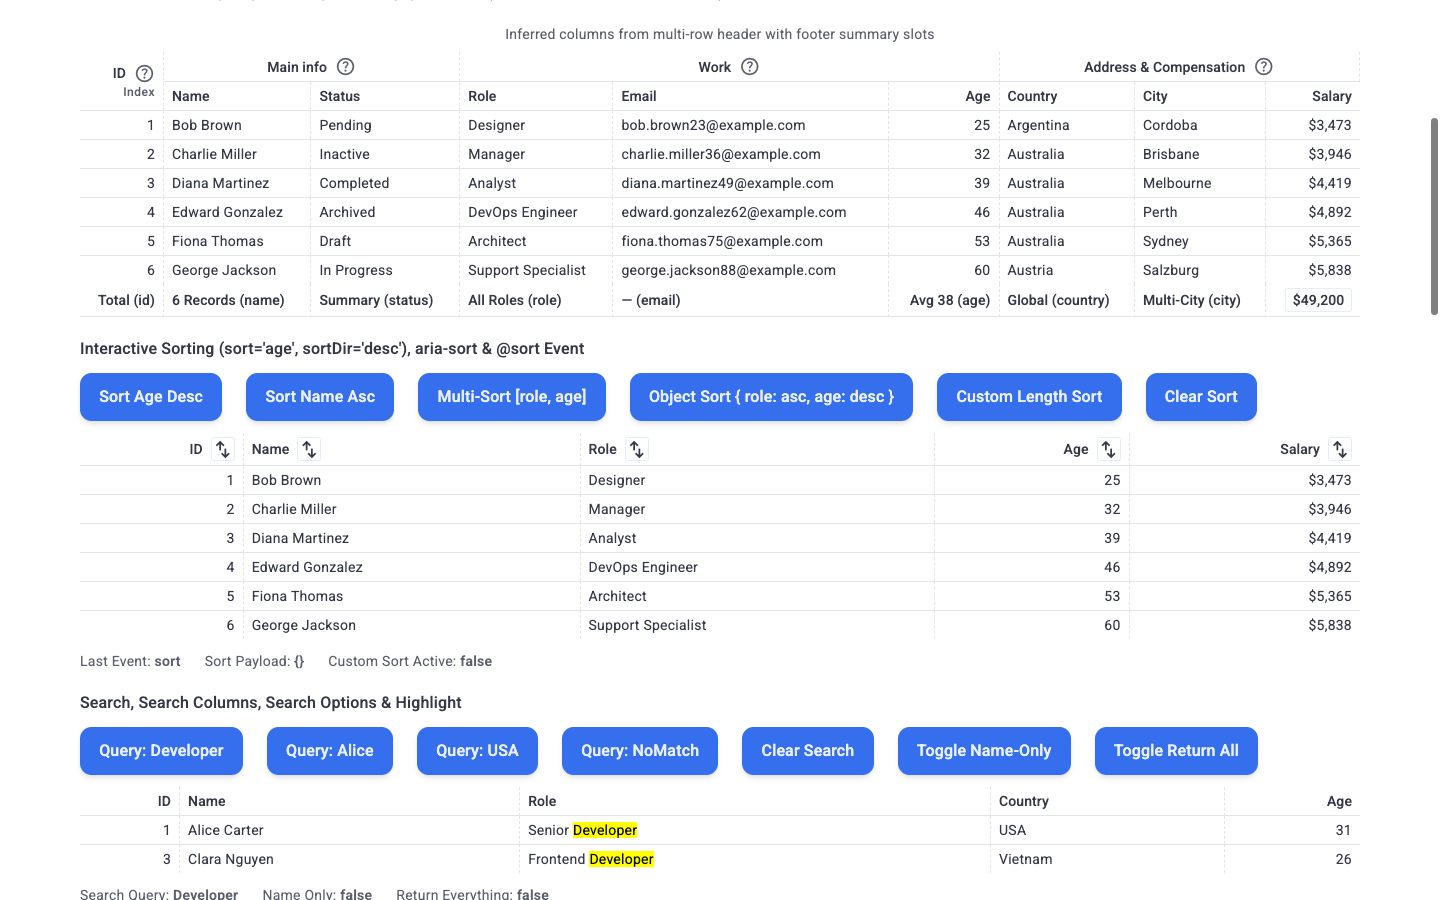 Inferred columns from multi-row header with footer summary slots
ID Main info Work Address & Compensation
Index
Name Status Role Email Age Country City Salary
1 Bob Brown Pending Designer bob.brown23@example.com 25 Argentina Cordoba $3,473
2 Charlie Miller Inactive Manager charlie.miller36@example.com 32 Australia Brisbane $3,946
3 Diana Martinez Completed Analyst diana.martinez49@example.com 39 Australia Melbourne $4,419
4 Edward Gonzalez Archived DevOps Engineer edward.gonzalez62@example.com 46 Australia Perth $4,892
5 Fiona Thomas Draft Architect fiona.thomas75@example.com 53 Australia Sydney $5,365
6 George Jackson In Progress Support Specialist george.jackson88@example.com 60 Austria Salzburg $5,838
Total (id) 6 Records (name) Summary (status) All Roles (role) — (email) Avg 38 (age) Global (country) Multi-City (city) $49,200
Interactive Sorting (sort='age', sortDir='desc'), aria-sort & @sort Event
Sort Age Desc Sort Name Asc Multi-Sort [role, age] Object Sort { role: asc, age: desc } Custom Length Sort Clear Sort
ID Name Role Age Salary
1 Bob Brown Designer 25 $3,473
2 Charlie Miller Manager 32 $3,946
3 Diana Martinez Analyst 39 $4,419
4 Edward Gonzalez DevOps Engineer 46 $4,892
5 Fiona Thomas Architect 53 $5,365
6 George Jackson Support Specialist 60 $5,838
Last Event: sort Sort Payload: {} Custom Sort Active: false
Search, Search Columns, Search Options & Highlight
Query: Developer Query: Alice Query: USA Query: NoMatch Clear Search Toggle Name-Only Toggle Return All
ID Name Role Country Age
1 Alice Carter Senior Developer USA 31
3 Clara Nguyen Frontend Developer Vietnam 26
Search Query: Developer Name Only: false Return Everything: false